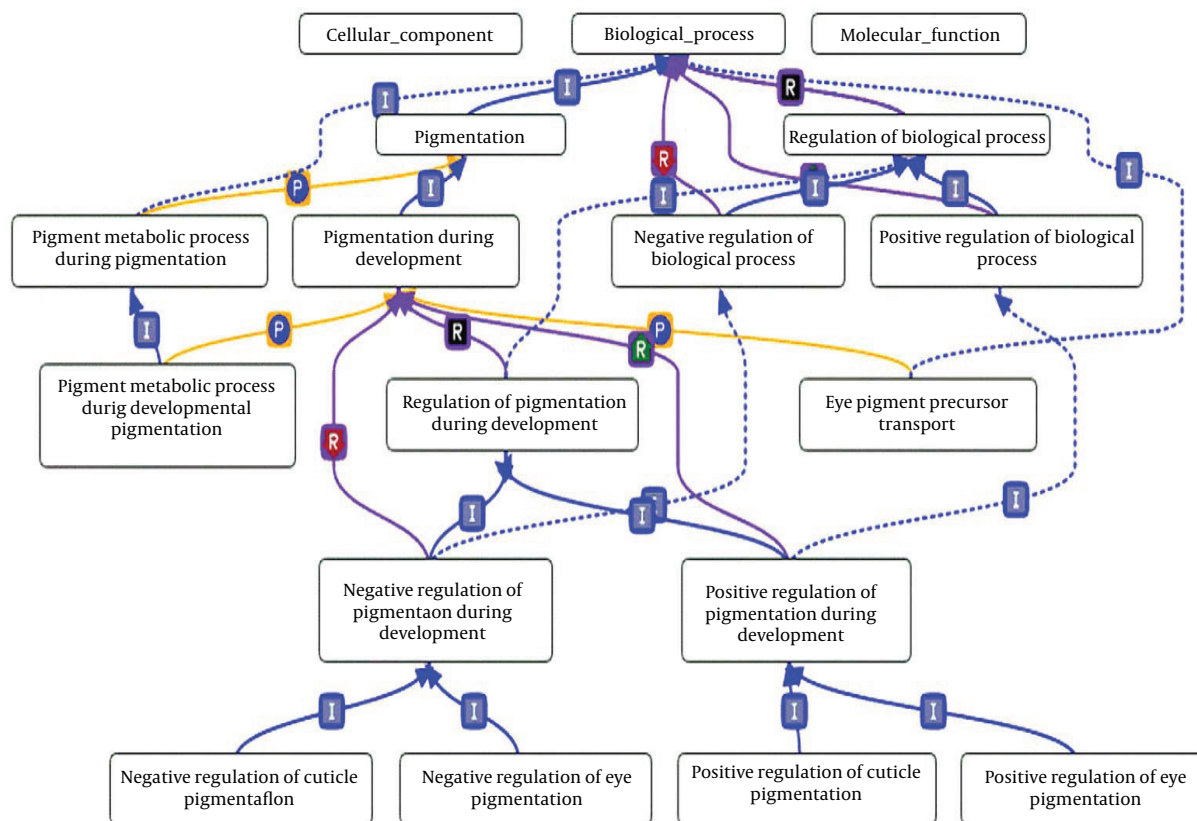 Cellular_component
Biological_process
Molecular_function
I
I
R
Pigmentation
Regulation of biological process
R
I
P
I
I
I
I
Pigment metabolic process
during pigmentation
Pigmentation during
development
Negative regulation of
biological process
Positive regulation of biological
process
I
P
R
R
P
Pigment metabolic process
durig developmental
pigmentation
Regulation of pigmentation
during development
Eye pigment precursor
transport
R
I
I
I
Negative regulation of
pigmentaon during
development
Positive regulation of
pigmentation during
development
I
I
I
I
Negative regulation of cuticle
pigmentaflon
Negative regulation of eye
pigmentation
Positive regulation of cuticle
pigmentation
Positive regulation of eye
pigmentation